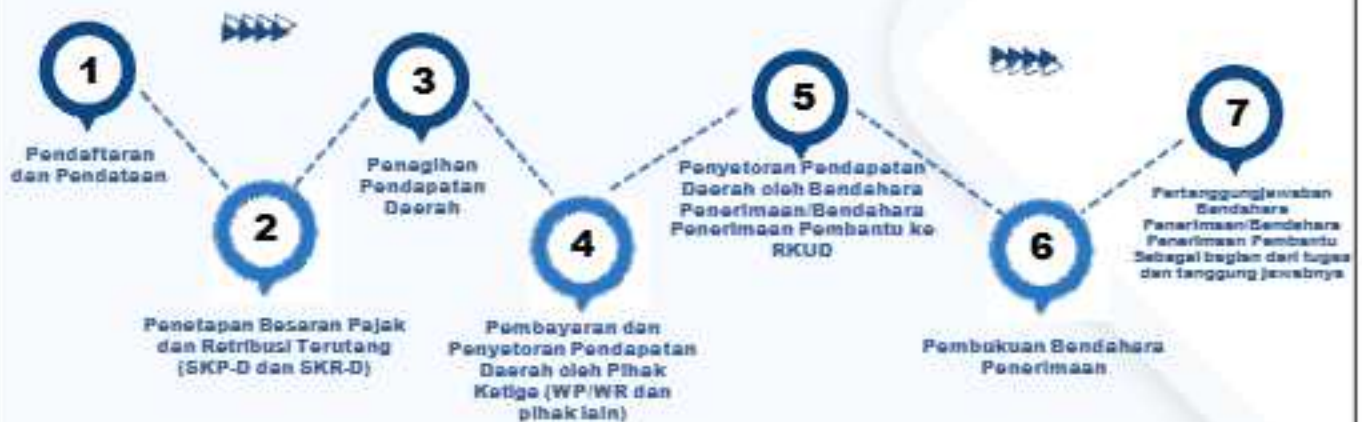 1
Pendaftaran
dan Pendataan
2
Penetapan Besaran Pajak
dan Retribusi Terutang
(SKP-D dan SKR-D)
3
Penagihan
Pendapatan
Daerah
4
Pembayaran dan
Penyetoran Pendapatan
Daerah oleh Pihak
Ketiga (WP/WR dan
pihak lain)
5
Penyetoran Pendapatan
Daerah oleh Bendahara
Penerimaan/Bendahara
Penerimaan Pembantu ke
RKUD
6
Pembukuan Bendahara
Penerimaan
7
Pertanggungjawaban
Bendahara
Penerimaan/Bendahara
Penerimaan Pembantu
Sebagai bagian dari tugas
dan tanggung jawabnya